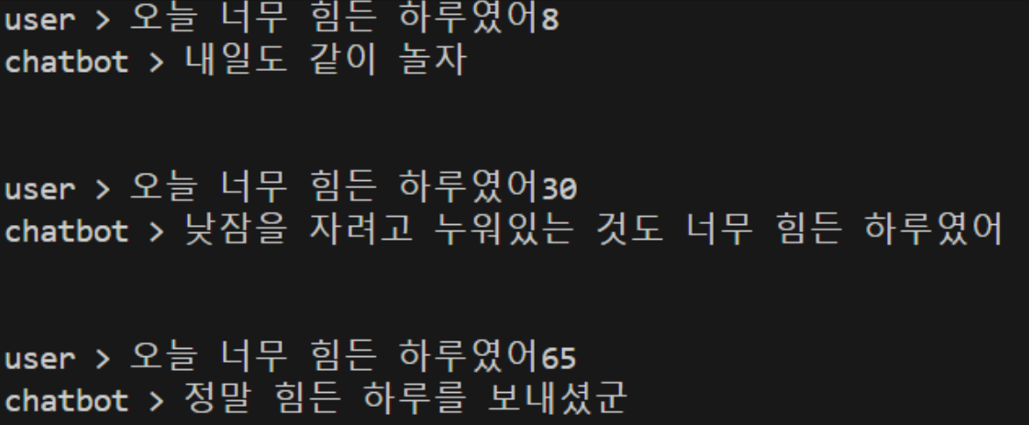 user > 오늘 너무 힘든 하루였어8
chatbot > 내일도 같이 놀자
user > 오늘 너무 힘든 하루였어30
chatbot > 낮잠을 자려고 누워있는 것도 너무 힘든 하루였어
user > 오늘 너무 힘든 하루였어65
chatbot > 정말 힘든 하루를 보내셨군